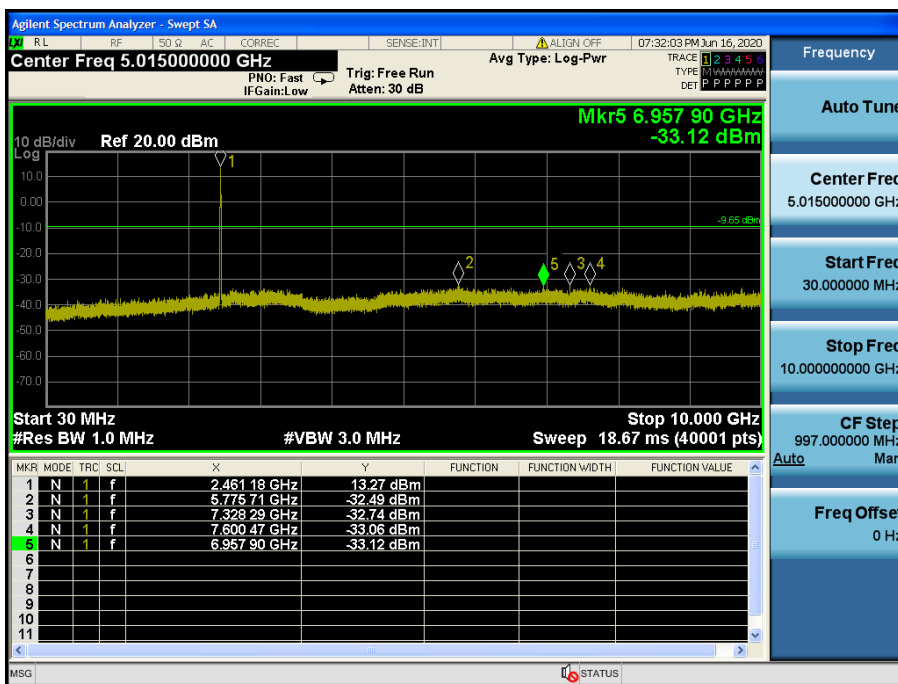 Agilent Spectrum Analyzer - Swept SA
LXI RL RF 50 Ω AC CORREC SENSE:INT ALIGN OFF 07:32:03 PM Jun 16, 2020
Center Freq 5.015000000 GHz
PNO: Fast
IFGain:Low
Trig: Free Run
Atten: 30 dB
Avg Type: Log-Pwr
TRACE 1 2 3 4 5 6
TYPE MWWWWW
DET P P P P P P
Mkr5 6.957 90 GHz
-33.12 dBm
10 dB/div Ref 20.00 dBm
Log
10.0
0.00
-10.0
-20.0
-30.0
-40.0
-50.0
-60.0
-70.0
1
-9.65 dBm
2
5
3
4
Start 30 MHz Stop 10.000 GHz
#Res BW 1.0 MHz #VBW 3.0 MHz Sweep 18.67 ms (40001 pts)
MKR MODE TRC SCL X Y FUNCTION FUNCTION WIDTH FUNCTION VALUE
1 N 1 f 2.461 18 GHz 13.27 dBm
2 N 1 f 5.775 71 GHz -32.49 dBm
3 N 1 f 7.328 29 GHz -32.74 dBm
4 N 1 f 7.600 47 GHz -33.06 dBm
5 N 1 f 6.957 90 GHz -33.12 dBm
6
7
8
9
10
11
MSG STATUS
Frequency
Auto Tune
Center Freq
5.015000000 GHz
Start Freq
30.000000 MHz
Stop Freq
10.000000000 GHz
CF Step
997.000000 MHz
Auto Man
Freq Offset
0 Hz